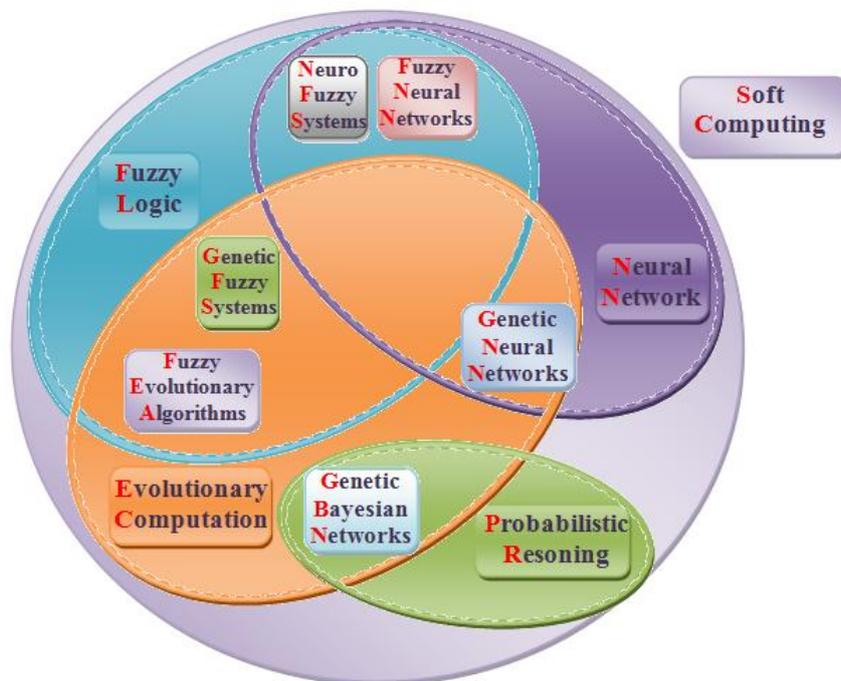 Neuro
Fuzzy
Systems
Fuzzy
Neural
Networks
Soft
Computing
Fuzzy
Logic
Genetic
Fuzzy
Systems
Neural
Network
Genetic
Neural
Networks
Fuzzy
Evolutionary
Algorithms
Evolutionary
Computation
Genetic
Bayesian
Networks
Probabilistic
Resoning